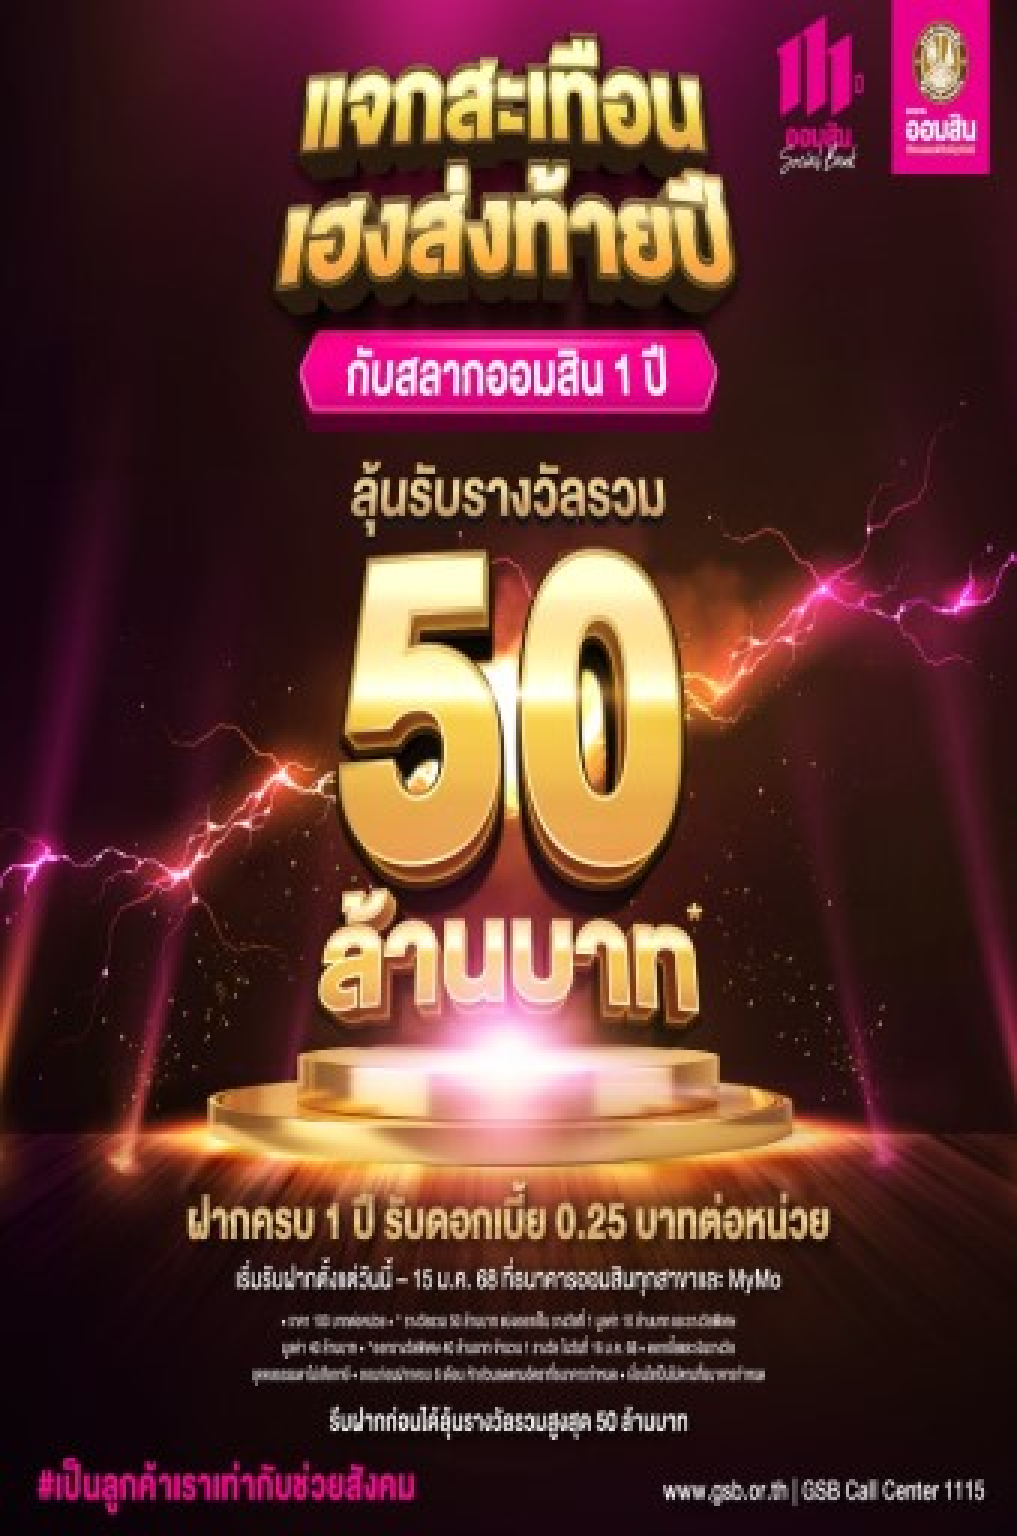 แจกสะเทือน
เฮงส่งท้ายปี
111 ปี
ออมสิน
Social Bank
ออมสิน
กับสลากออมสิน 1 ปี
ลุ้นรับรางวัลรวม
50
ล้านบาท*
ฝากครบ 1 ปี รับดอกเบี้ย 0.25 บาทต่อหน่วย
เริ่มรับฝากตั้งแต่วันนี้ – 15 ม.ค. 68 ที่ธนาคารออมสินทุกสาขาและ MyMo
รีบฝากก่อนได้ลุ้นรางวัลรวมสูงสุด 50 ล้านบาท
#เป็นลูกค้าเราเท่ากับช่วยสังคม
www.gsb.or.th | GSB Call Center 1115